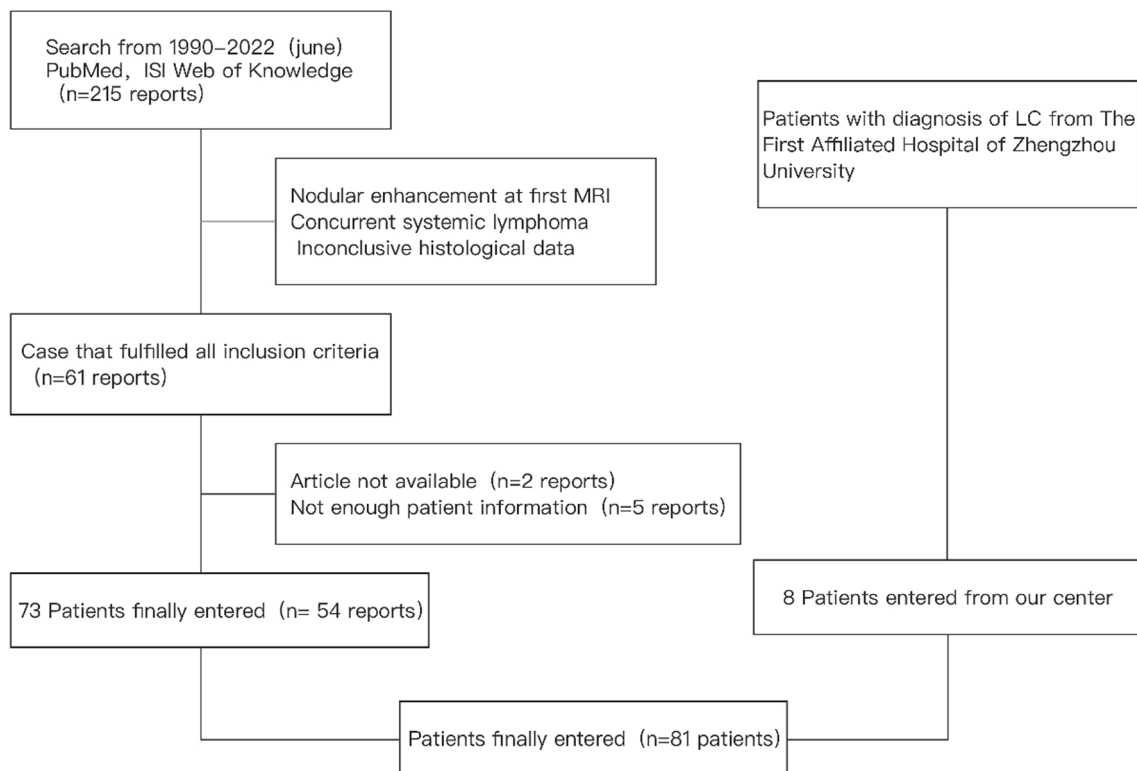 Search from 1990–2022（june）
PubMed，ISI Web of Knowledge
（n=215 reports）
Patients with diagnosis of LC from The
First Affiliated Hospital of Zhengzhou
University
Nodular enhancement at first MRI
Concurrent systemic lymphoma
Inconclusive histological data
Case that fulfilled all inclusion criteria
（n=61 reports）
Article not available（n=2 reports）
Not enough patient information（n=5 reports）
73 Patients finally entered（n= 54 reports）
8 Patients entered from our center
Patients finally entered（n=81 patients）